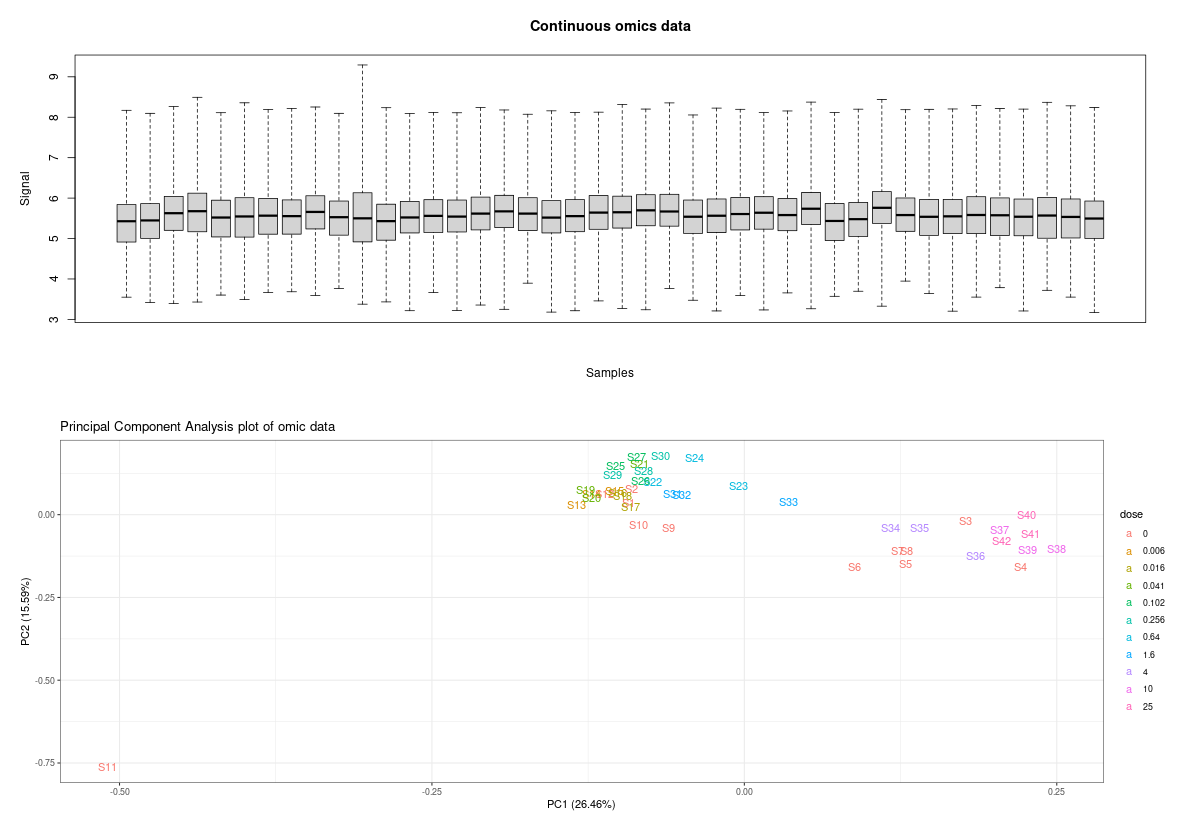 Continuous omics data
9
8
7
6
5
4
3
Signal
Samples
Principal Component Analysis plot of omic data
S27 S30 S24
S25 S21
S29 S28
S22
S23
S19 S2
S31 S32
S13 S17
S33
S10 S9
S40
S3
S34 S35 S37 S41
S42
S7 S8 S39 S38
S36
S6 S5 S4
S11
0.00
-0.25
-0.50
-0.75
PC2 (15.59%)
-0.50 -0.25 0.00 0.25
PC1 (26.46%)
dose
a 0
a 0.006
a 0.016
a 0.041
a 0.102
a 0.256
a 0.64
a 1.6
a 4
a 10
a 25